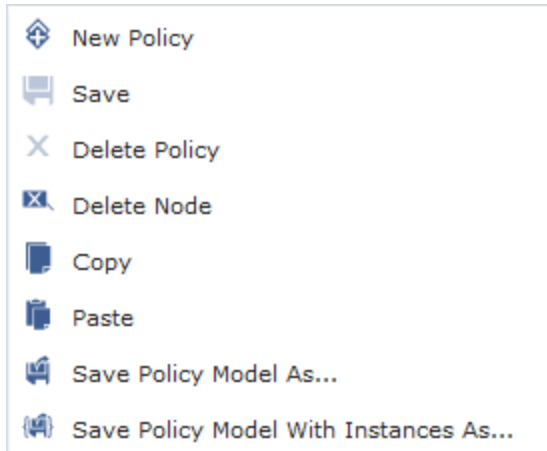 New Policy
Save
Delete Policy
Delete Node
Copy
Paste
Save Policy Model As...
Save Policy Model With Instances As...